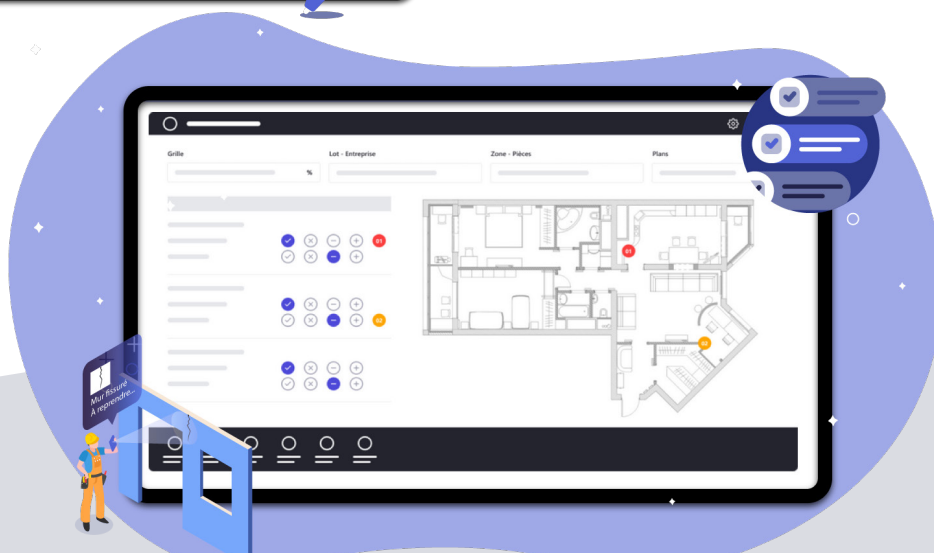 Grille
Lot - Entreprise
Zone - Pièces
Plans
%
01
01
02
02
Mur fissuré
À reprendre...